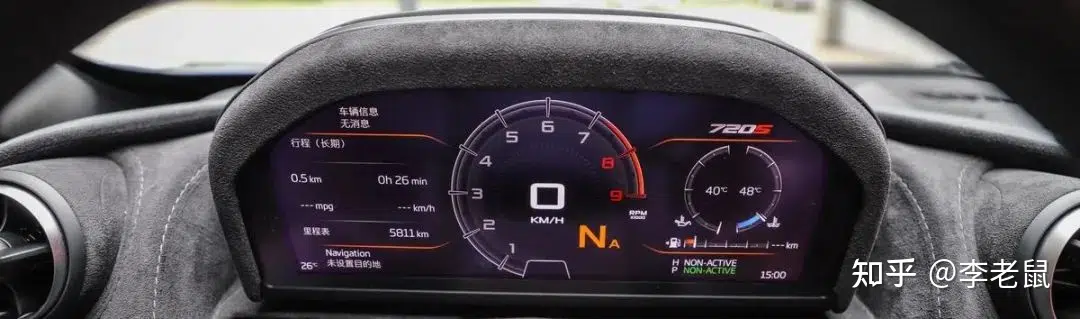 车辆信息
无消息
行程（长期）
0.5 km 0h 26 min
--- mpg --- km/h
里程表 5811 km
Navigation
未设置目的地
26°C
1
2
3
4
5
6
7
8
9
RPM
X1000
0
KM/H
NA
720S
40°C 48°C
--- km
H NON-ACTIVE
P NON-ACTIVE
15:00
知乎 @李老鼠